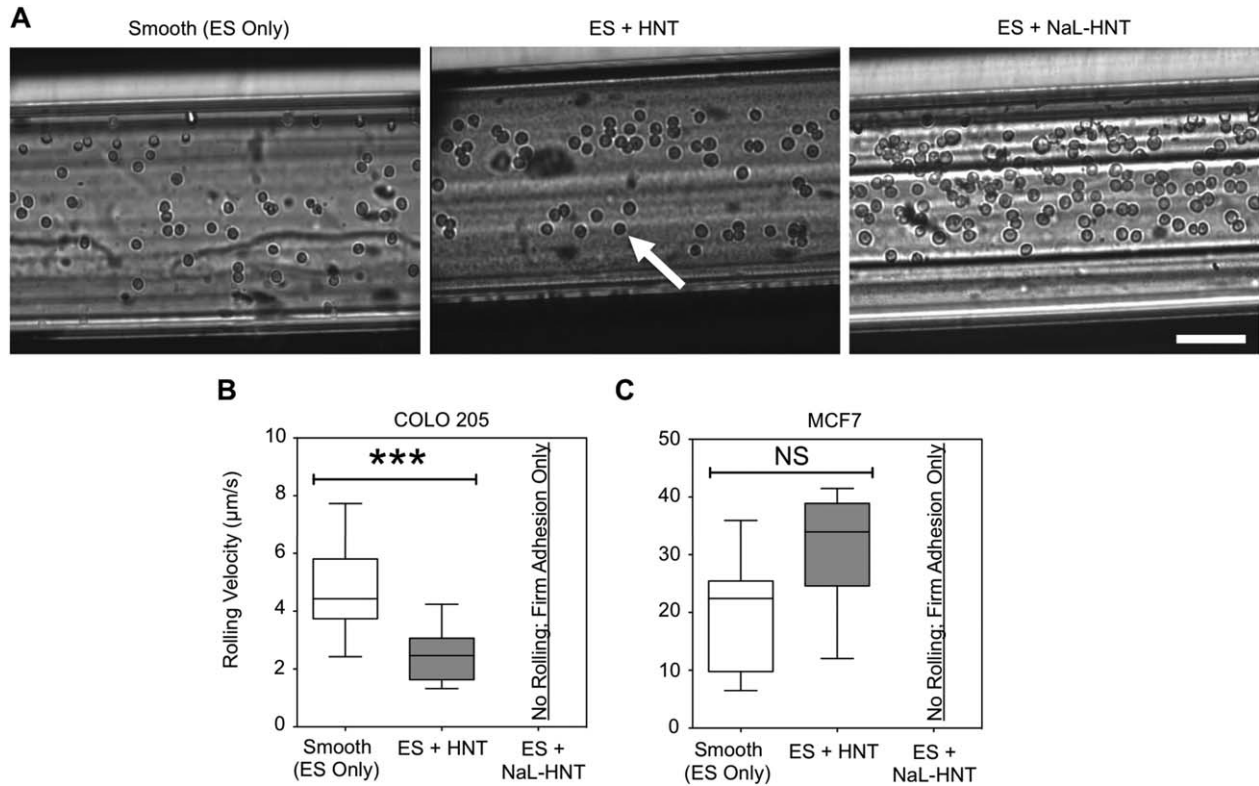 A
Smooth (ES Only)
ES + HNT
ES + NaL-HNT
B
COLO 205
Rolling Velocity (µm/s)
10
8
6
4
2
0
***
No Rolling; Firm Adhesion Only
Smooth
(ES Only)
ES + HNT
ES +
NaL-HNT
C
MCF7
50
40
30
20
10
0
NS
No Rolling; Firm Adhesion Only
Smooth
(ES Only)
ES + HNT
ES +
NaL-HNT